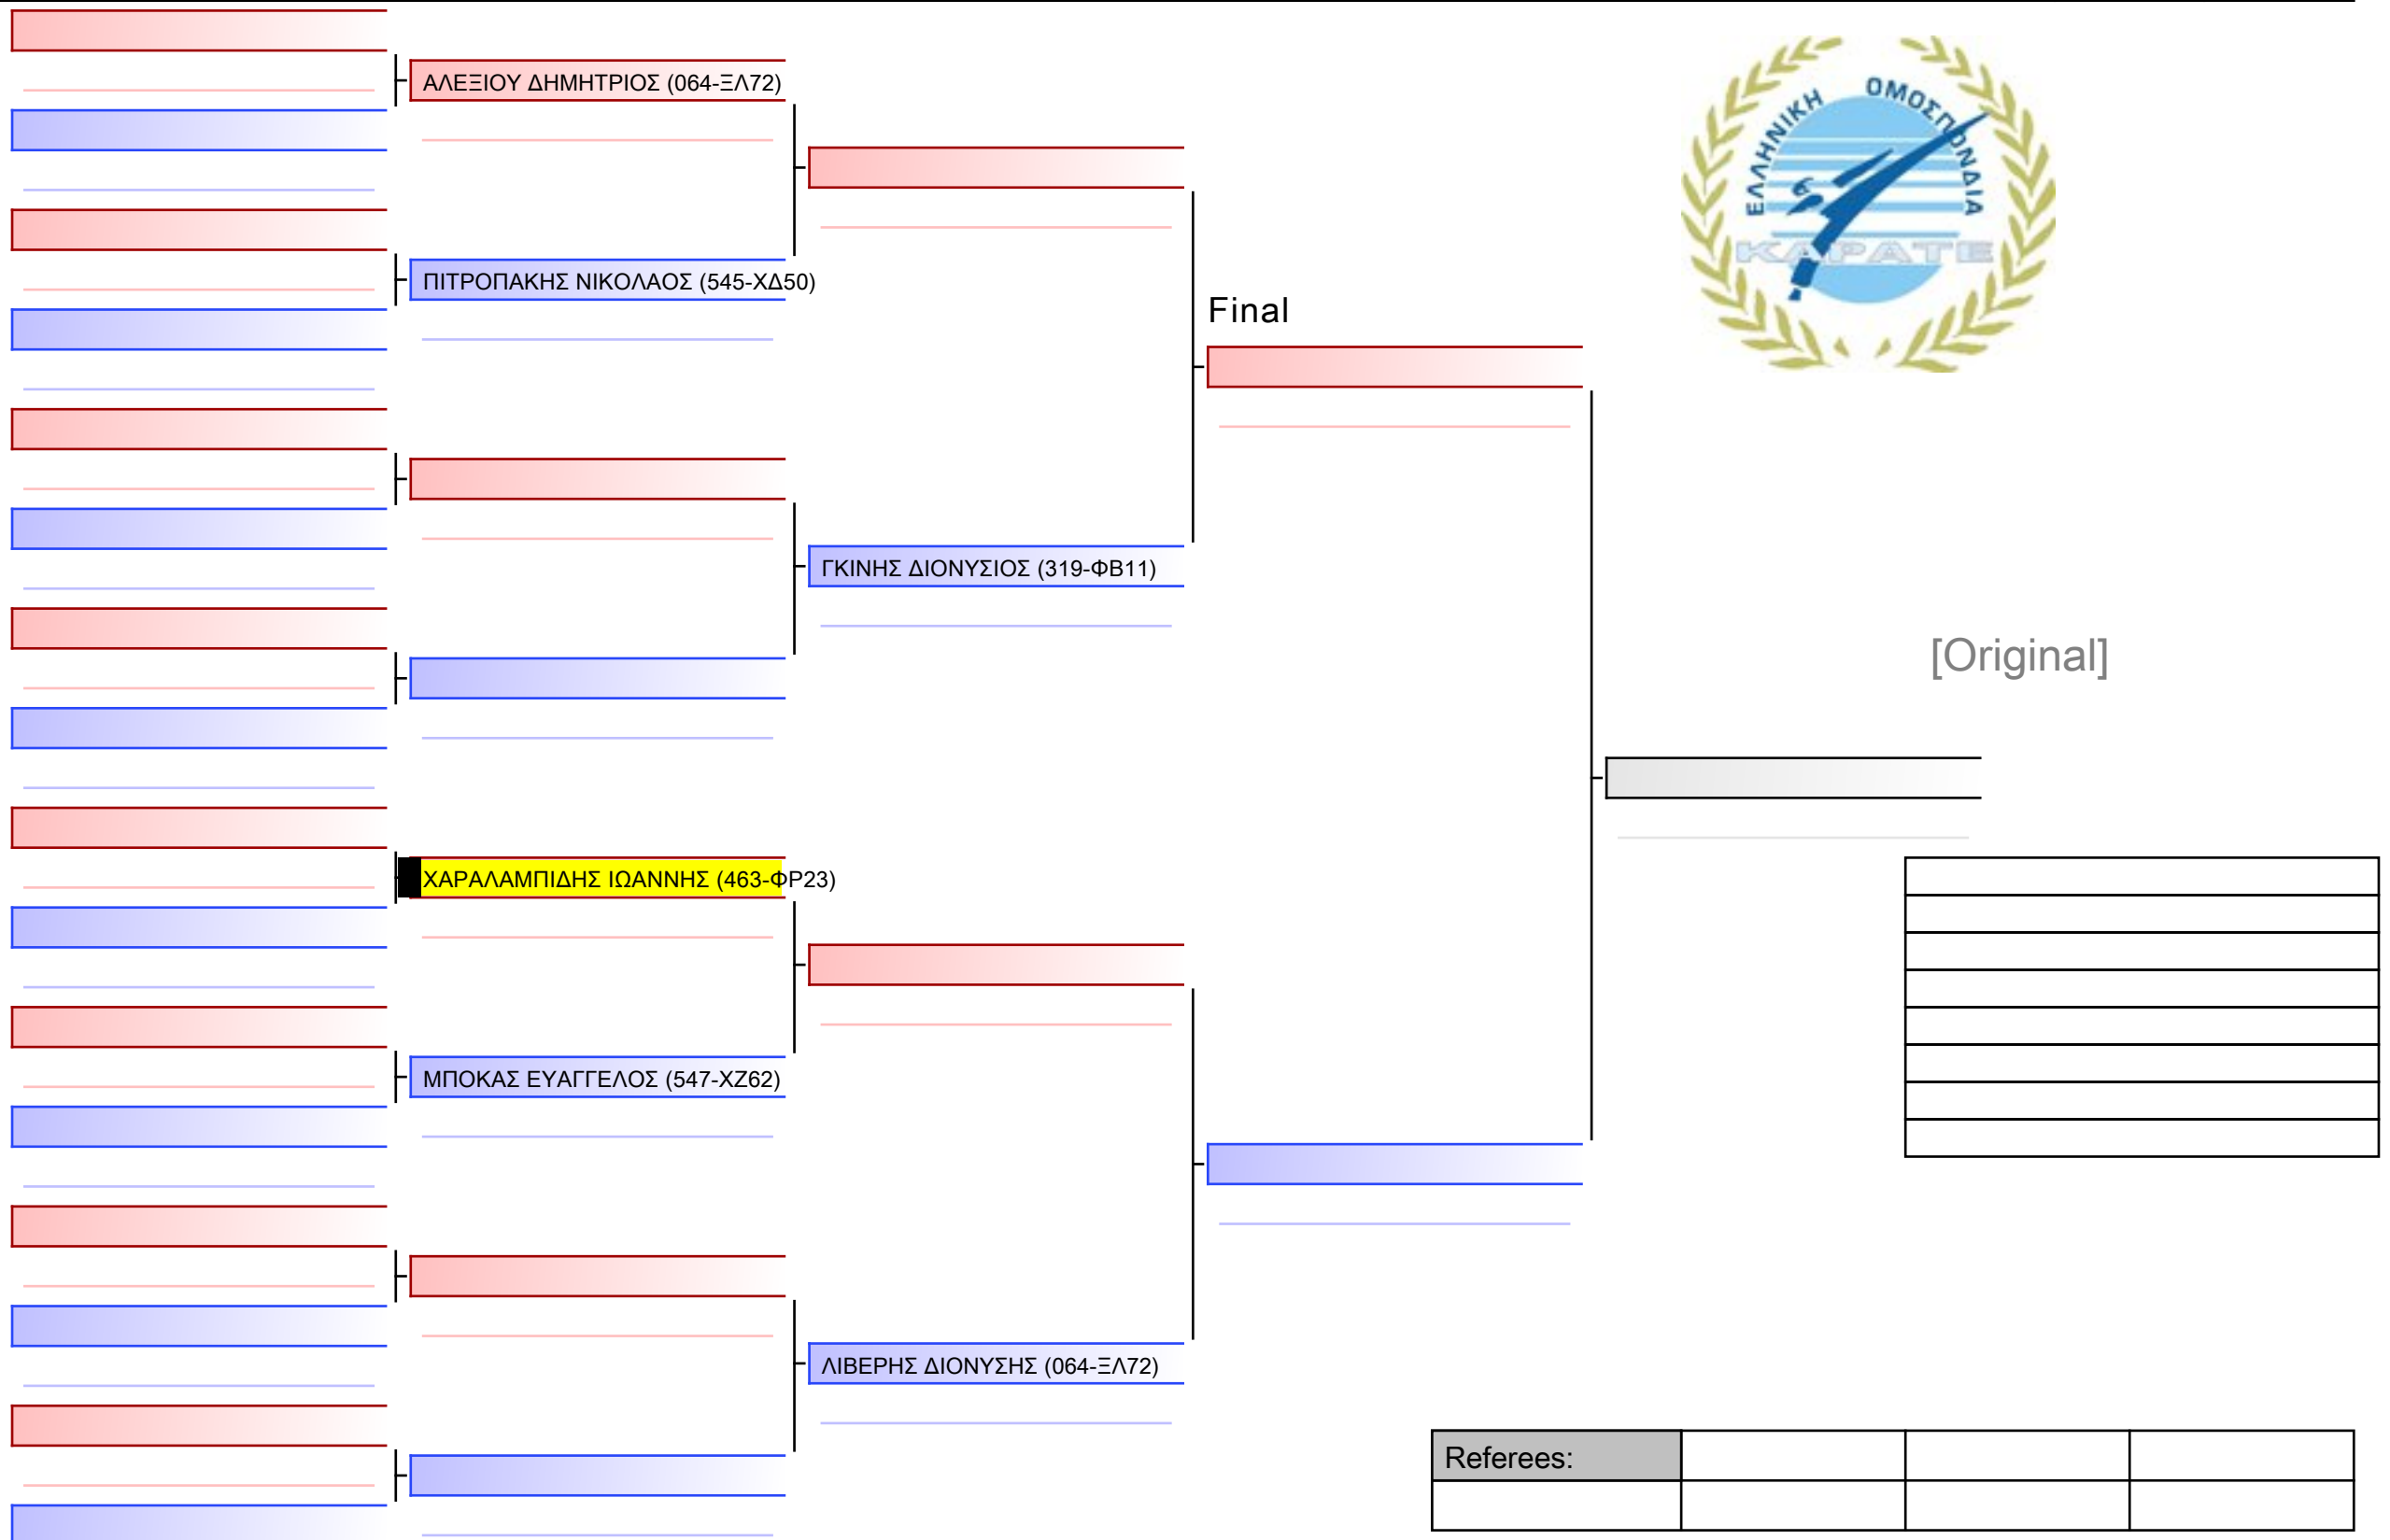 ΑΛΕΞΙΟΥ ΔΗΜΗΤΡΙΟΣ (064-ΞΛ72)
ΕΛΛΗΝΙΚΗ ΟΜΟΣΠΟΝΔΙΑ
ΚΑΡΑΤΕ
ΠΙΤΡΟΠΑΚΗΣ ΝΙΚΟΛΑΟΣ (545-ΧΔ50)
Final
ΓΚΙΝΗΣ ΔΙΟΝΥΣΙΟΣ (319-ΦΒ11)
[Original]
ΧΑΡΑΛΑΜΠΙΔΗΣ ΙΩΑΝΝΗΣ (463-ΦΡ23)
ΜΠΟΚΑΣ ΕΥΑΓΓΕΛΟΣ (547-ΧΖ62)
ΛΙΒΕΡΗΣ ΔΙΟΝΥΣΗΣ (064-ΞΛ72)
Referees: